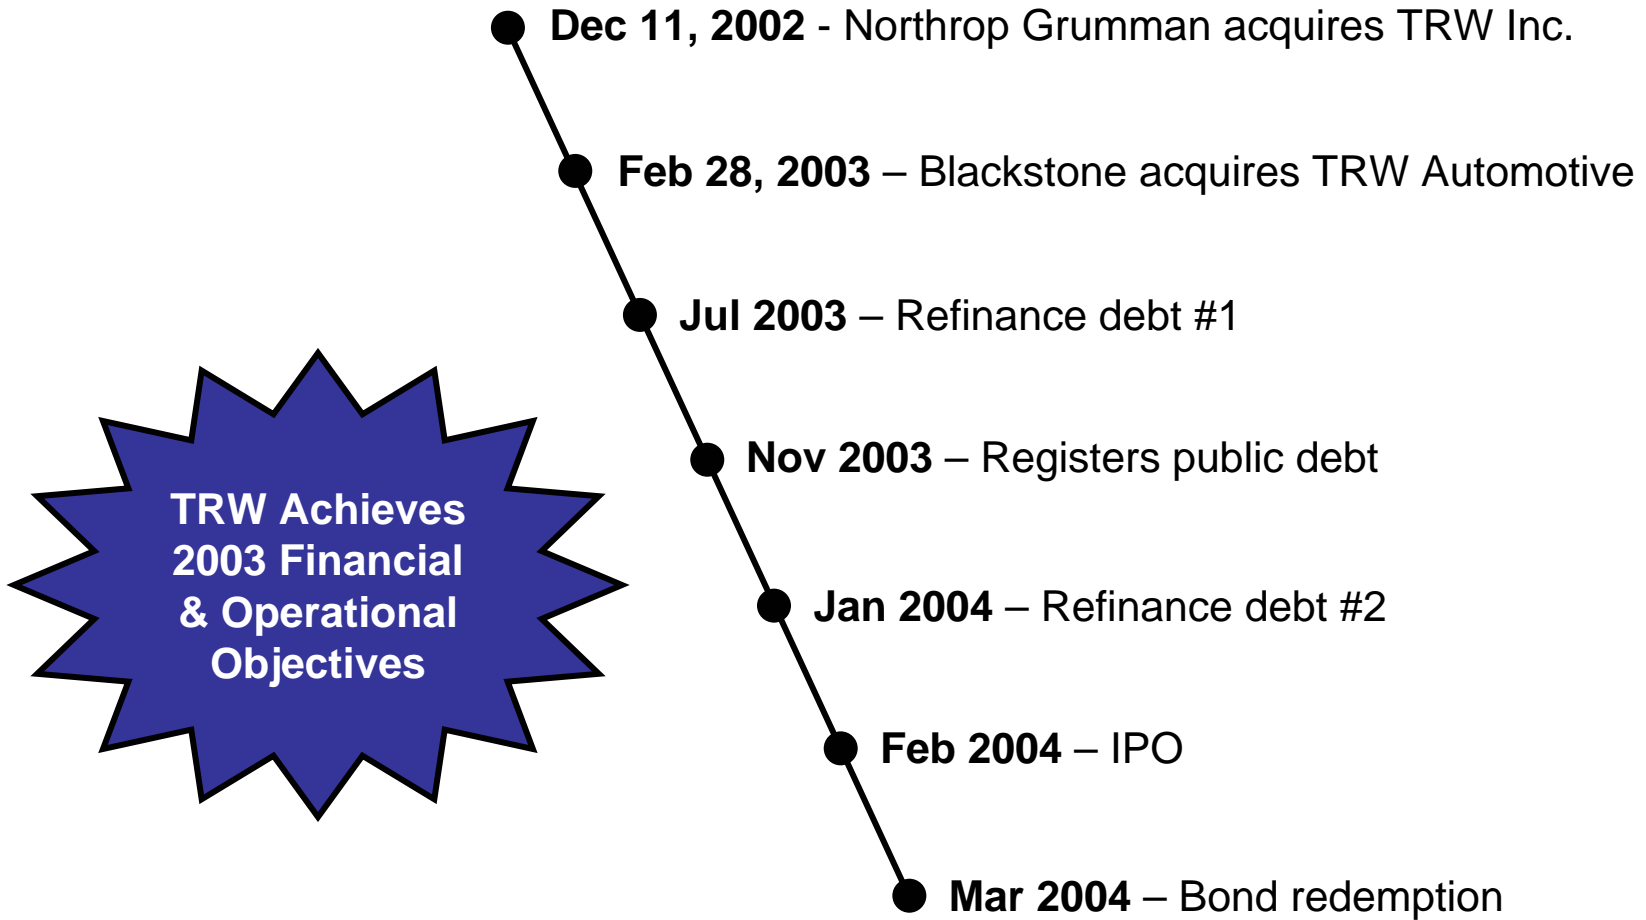 Dec 11, 2002 - Northrop Grumman acquires TRW Inc.
Feb 28, 2003 – Blackstone acquires TRW Automotive
Jul 2003 – Refinance debt #1
Nov 2003 – Registers public debt
TRW Achieves
2003 Financial
& Operational
Objectives
Jan 2004 – Refinance debt #2
Feb 2004 – IPO
Mar 2004 – Bond redemption